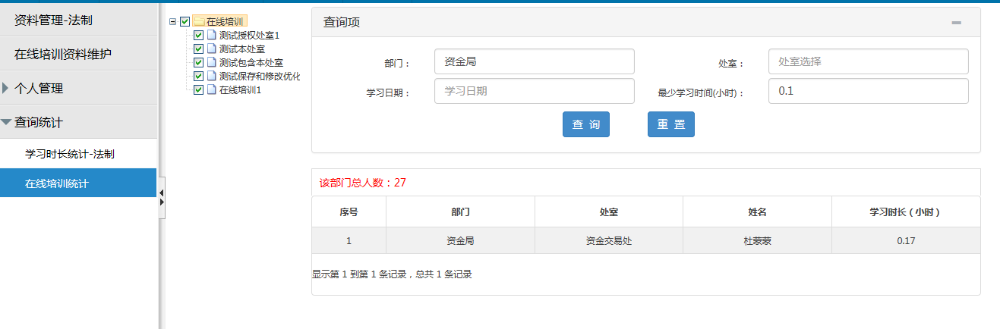 资料管理-法制
在线培训资料维护
个人管理
查询统计
学习时长统计-法制
在线培训统计
在线培训
测试授权处室1
测试本处室
测试包含本处室
测试保存和修改优化
在线培训1
查询项
部门： 资金局 处室： 处室选择
学习日期： 学习日期 最少学习时间(小时)： 0.1
查 询 重 置
该部门总人数：27
序号 部门 处室 姓名 学习时长（小时）
1 资金局 资金交易处 杜蒙蒙 0.17
显示第 1 到第 1 条记录，总共 1 条记录